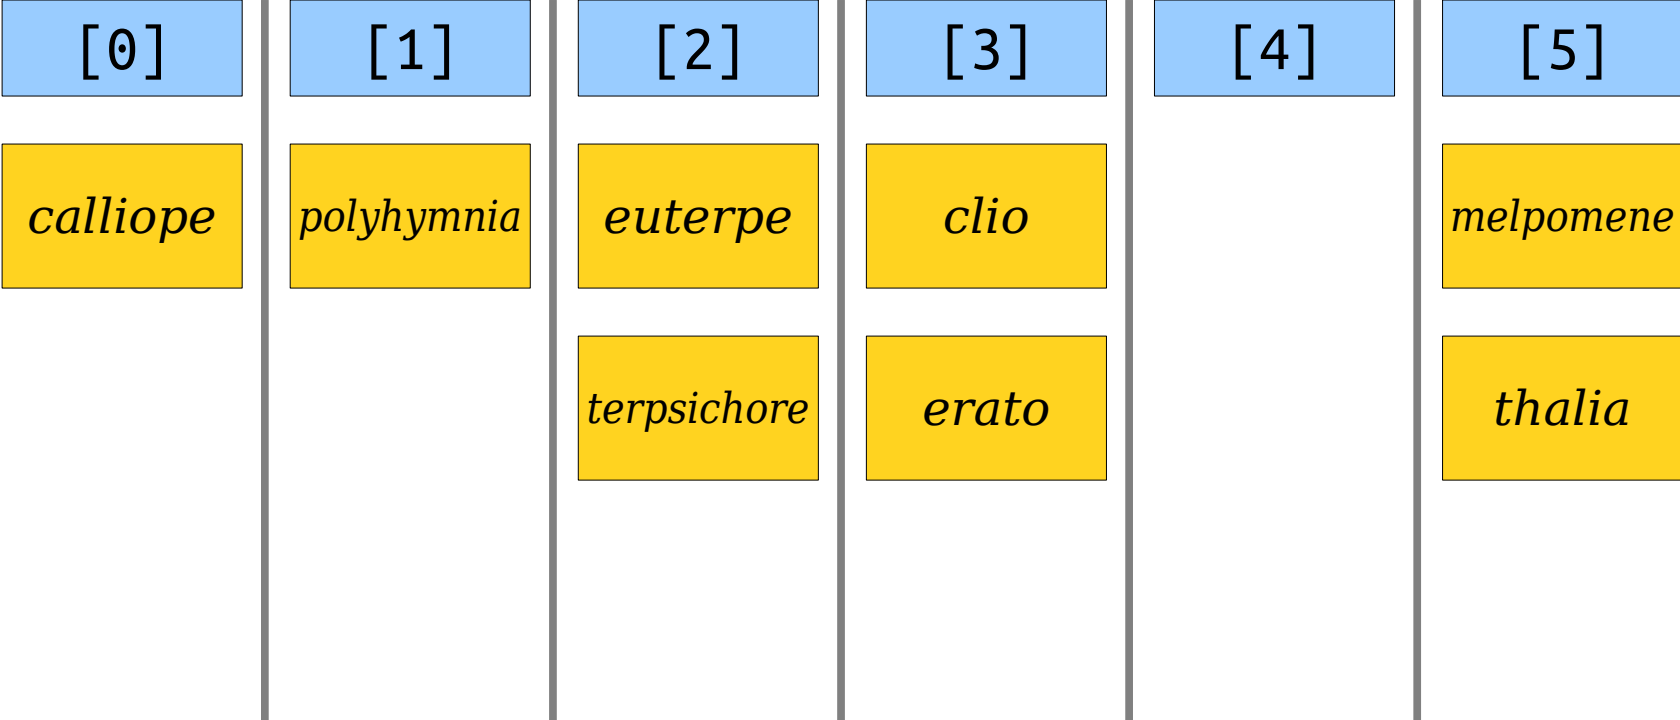 [0] [1] [2] [3] [4] [5]
calliope polyhymnia euterpe clio melpomene
terpsichore erato thalia